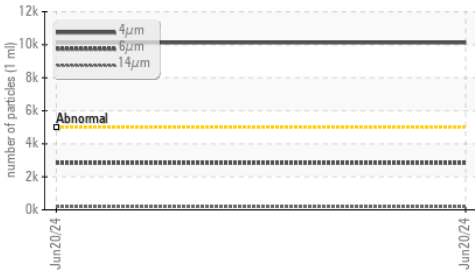 number of particles (1 ml)
12k
10k
8k
6k
4k
2k
0k
4µm
6µm
14µm
Abnormal
Jun20/24
Jun20/24